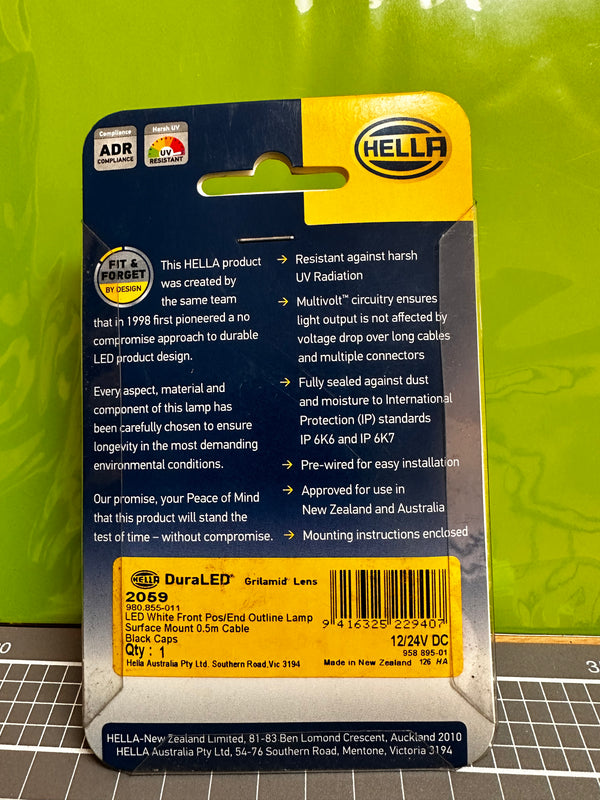 Compliance
ADR
COMPLIANCE
Harsh UV
UV
RESISTANT
HELLA
FIT &
FORGET
BY DESIGN
This HELLA product
was created by
the same team
that in 1998 first pioneered a no
compromise approach to durable
LED product design.
Every aspect, material and
component of this lamp has
been carefully chosen to ensure
longevity in the most demanding
environmental conditions.
Our promise, your Peace of Mind
that this product will stand the
test of time – without compromise.
→ Resistant against harsh
UV Radiation
→ Multivolt™ circuitry ensures
light output is not affected by
voltage drop over long cables
and multiple connectors
→ Fully sealed against dust
and moisture to International
Protection (IP) standards
IP 6K6 and IP 6K7
→ Pre-wired for easy installation
→ Approved for use in
New Zealand and Australia
→ Mounting instructions enclosed
HELLA DuraLED® Grilamid® Lens
2059
980.855-011
LED White Front Pos/End Outline Lamp
Surface Mount 0.5m Cable
Black Caps
Qty : 1
Hella Australia Pty Ltd. Southern Road,Vic 3194
9 416325 229407
12/24V DC
958 895-01
Made in New Zealand 126 HA
HELLA-New Zealand Limited, 81-83 Ben Lomond Crescent, Auckland 2010
HELLA Australia Pty Ltd, 54-76 Southern Road, Mentone, Victoria 3194